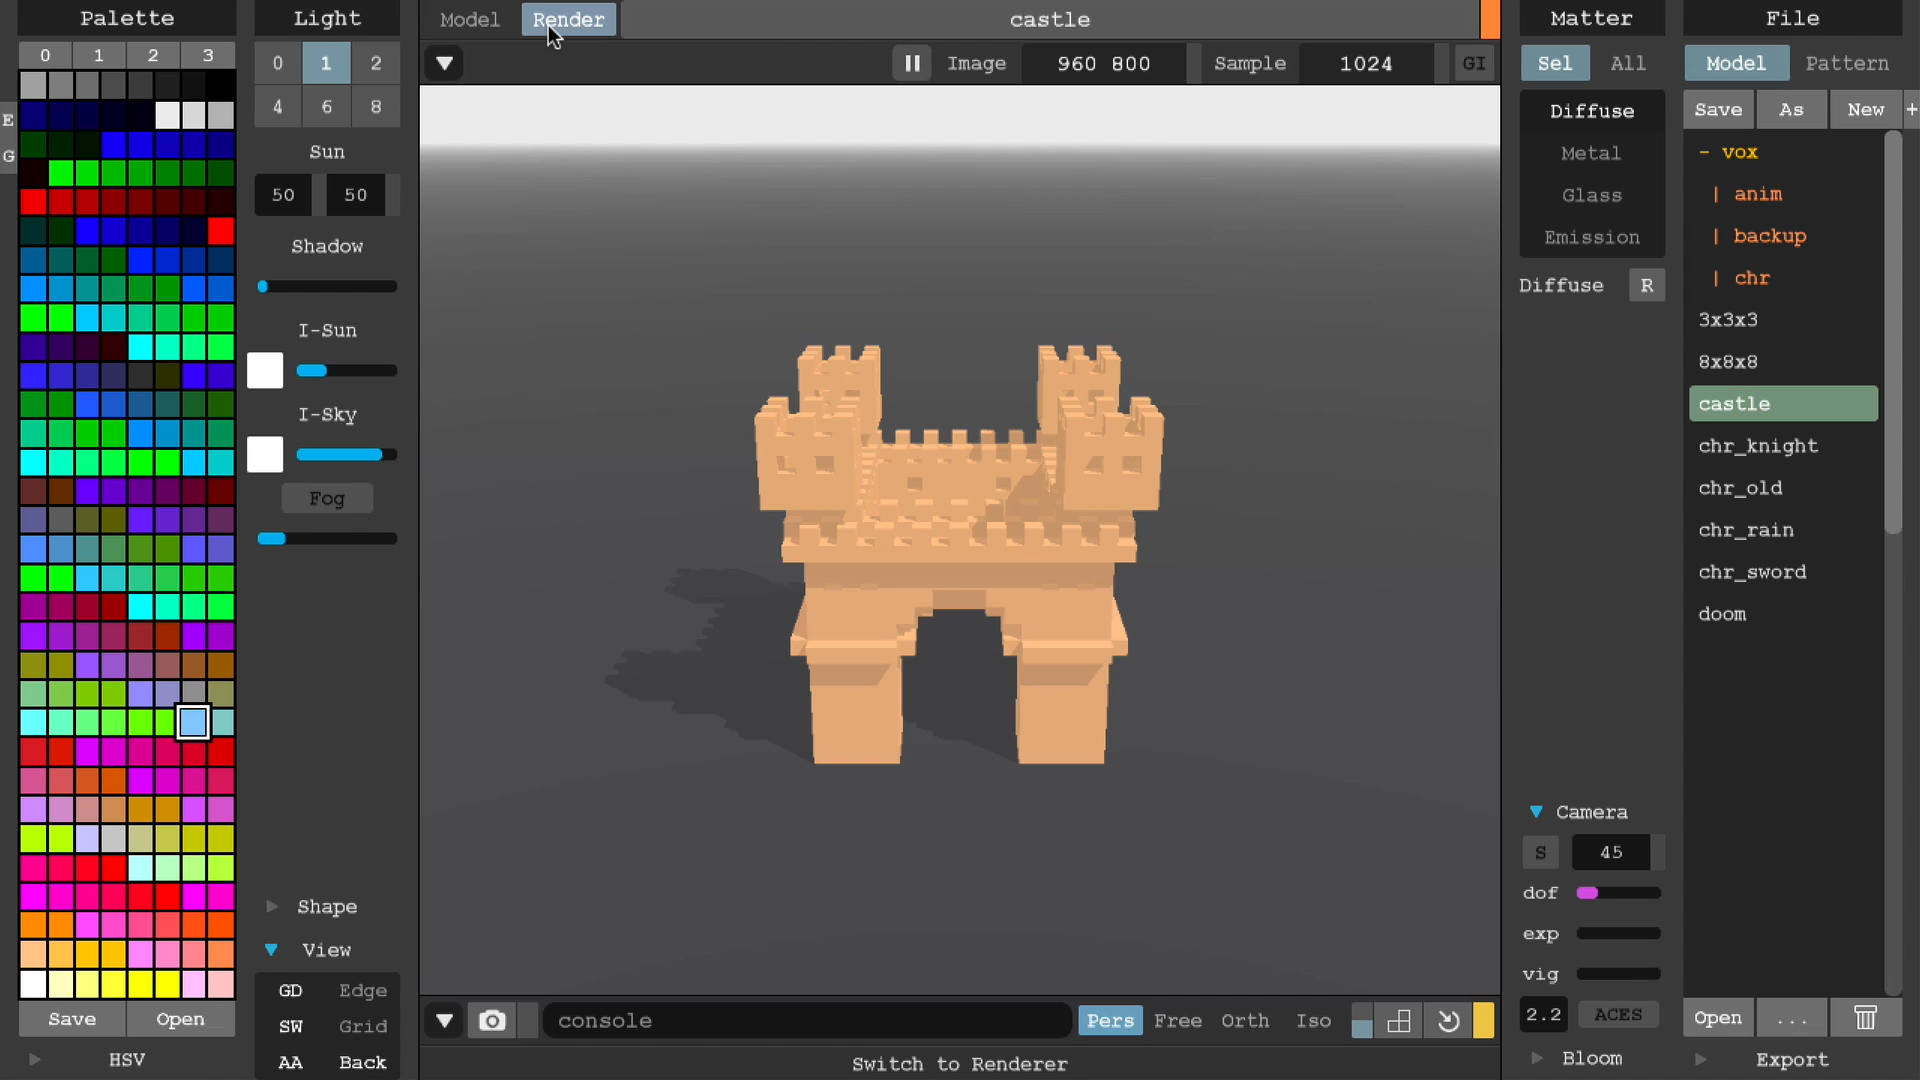 Palette
0 1 2 3
E
G
Save Open
HSV
Light
0 1 2
4 6 8
Sun
50 50
Shadow
I-Sun
I-Sky
Fog
Shape
View
GD Edge
SW Grid
AA Back
Model Render castle
Image 960 800 Sample 1024 GI
console Pers Free Orth Iso
Switch to Renderer
Matter
Sel All
Diffuse
Metal
Glass
Emission
Diffuse R
Camera
S 45
dof
exp
vig
2.2 ACES
Bloom
File
Model Pattern
Save As New +
- vox
| anim
| backup
| chr
3x3x3
8x8x8
castle
chr_knight
chr_old
chr_rain
chr_sword
doom
Open ...
Export